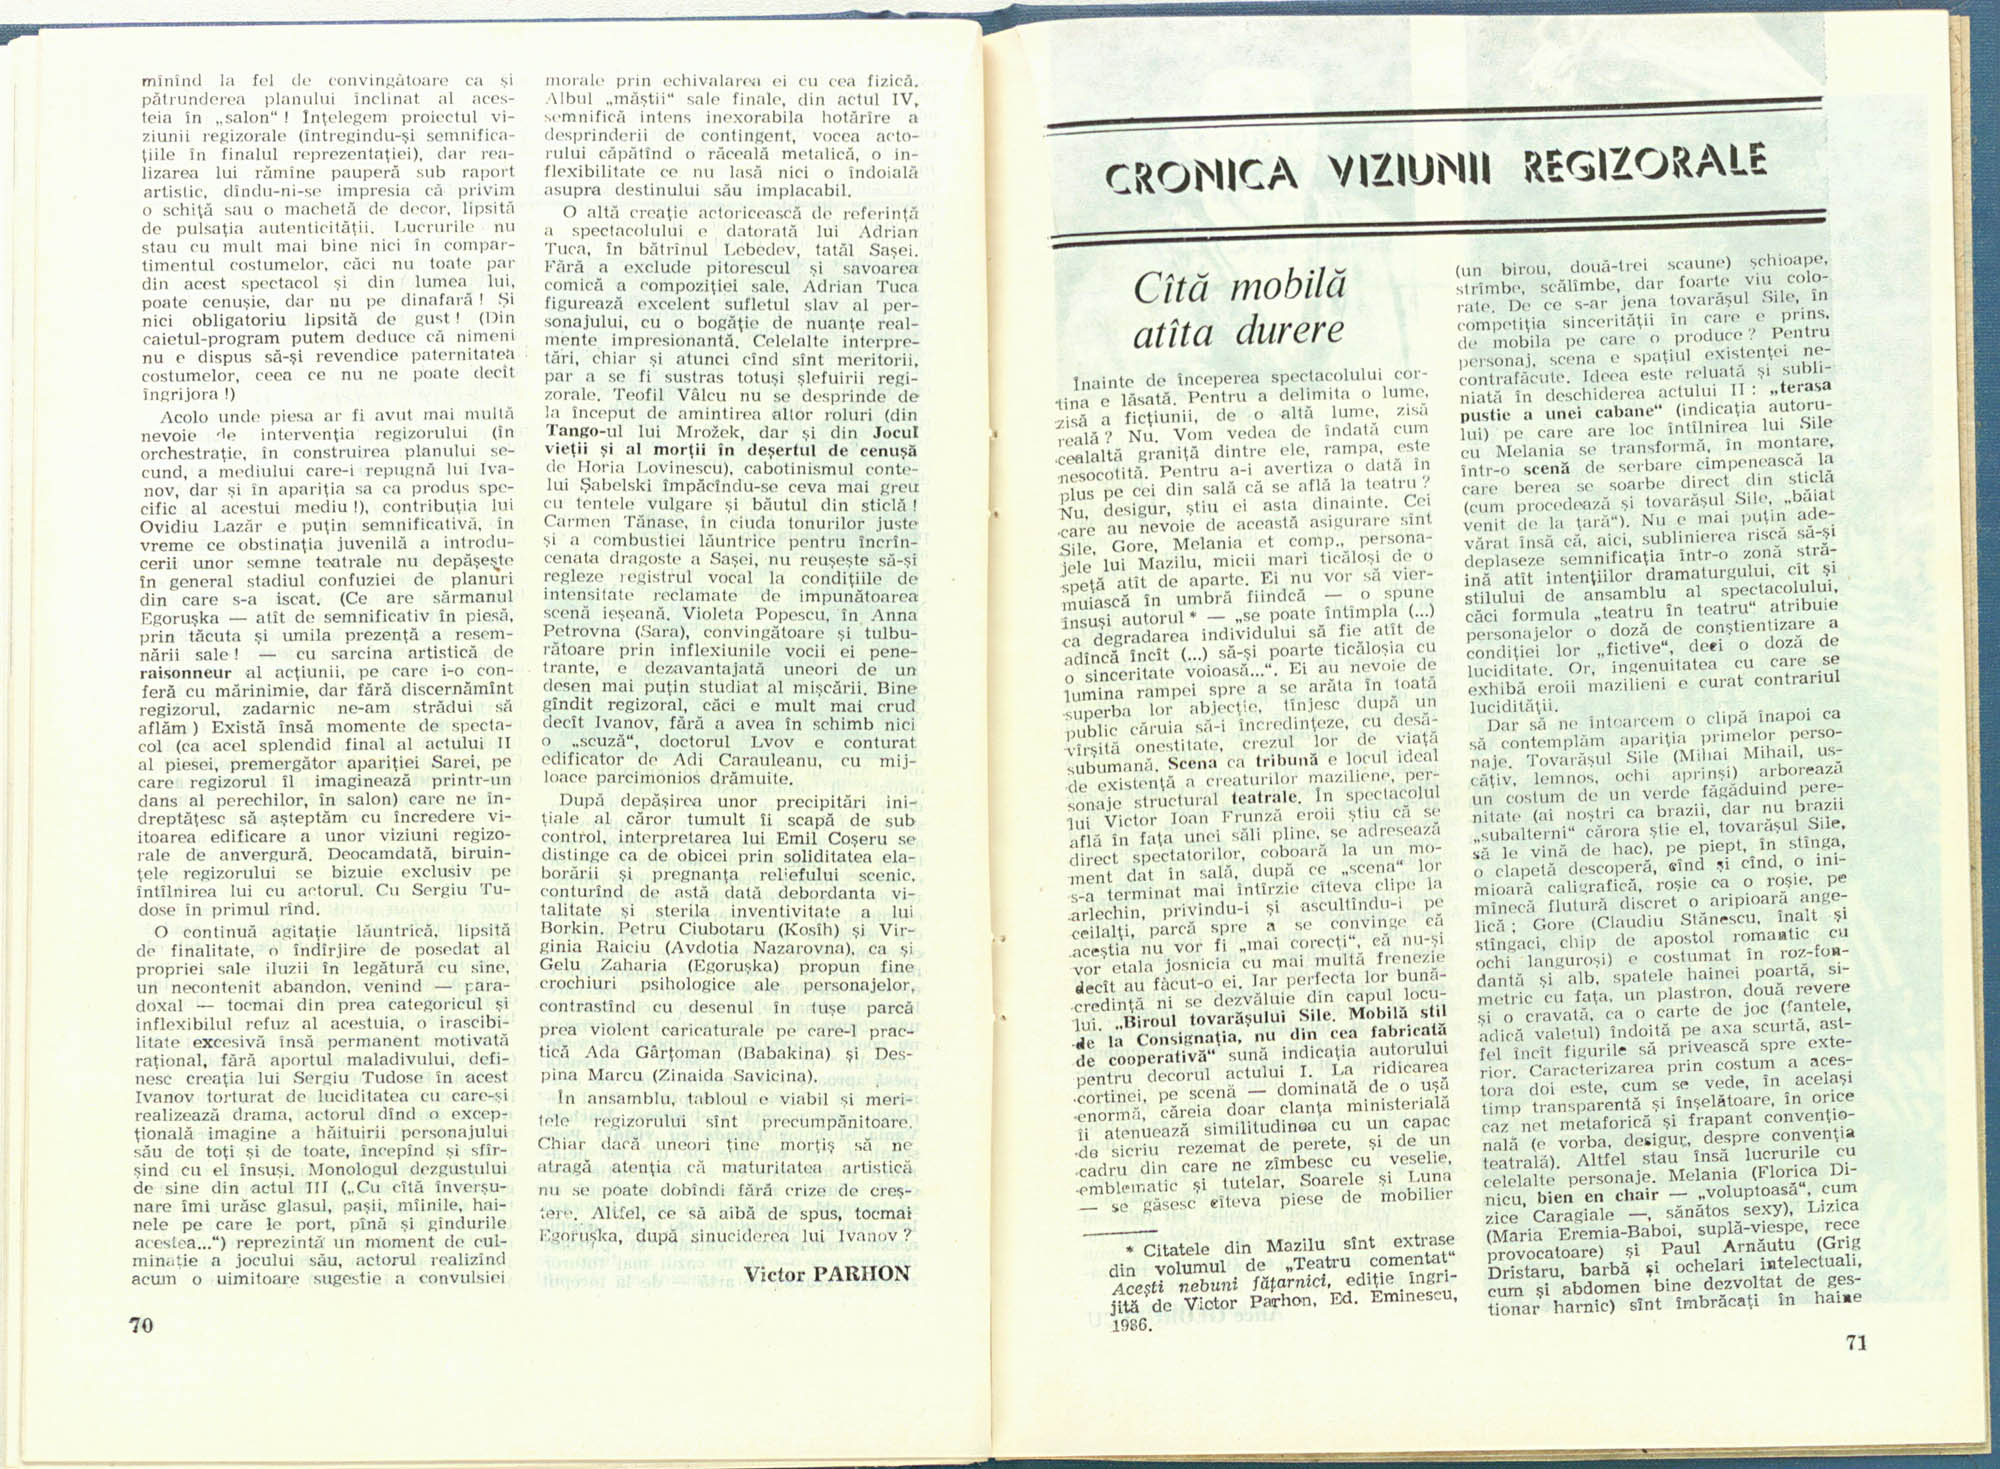 mînînd la fel de convingătoare ca și
pătrunderea planului înclinat al aces-
teia în „salon“ ! Înțelegem proiectul vi-
ziunii regizorale (întregindu-și semnifica-
țiile în finalul reprezentației), dar rea-
lizarea lui rămîne pauperă sub raport
artistic, dîndu-ni-se impresia că privim
o schiță sau o machetă de decor, lipsită
de pulsația autenticității. Lucrurile nu
stau cu mult mai bine nici în compar-
timentul costumelor, căci nu toate par
din acest spectacol și din lumea lui,
poate cenușie, dar nu pe dinafară ! Și
nici obligatoriu lipsită de gust ! (Din
caietul-program putem deduce că nimeni
nu e dispus să-și revendice paternitatea
costumelor, ceea ce nu ne poate decît
îngrijora !)
Acolo unde piesa ar fi avut mai multă
nevoie de intervenția regizorului (în
orchestrație, în construirea planului se-
cund, a mediului care-i repugnă lui Iva-
nov, dar și în apariția sa ca produs spe-
cific al acestui mediu !), contribuția lui
Ovidiu Lazăr e puțin semnificativă, în
vreme ce obstinația juvenilă a introdu-
cerii unor semne teatrale nu depășește
în general stadiul confuziei de planuri
din care s-a iscat. (Ce are sărmanul
Egorușka — atît de semnificativ în piesă,
prin tăcuta și umila prezență a resem-
nării sale ! — cu sarcina artistică de
raisonneur al acțiunii, pe care i-o con-
feră cu mărinimie, dar fără discernămînt
regizorul, zadarnic ne-am strădui să
aflăm ) Există însă momente de specta-
col (ca acel splendid final al actului II
al piesei, premergător apariției Sarei, pe
care regizorul îl imaginează printr-un
dans al perechilor, în salon) care ne în-
dreptățesc să așteptăm cu încredere vi-
itoarea edificare a unor viziuni regizo-
rale de anvergură. Deocamdată, biruin-
țele regizorului se bizuie exclusiv pe
întîlnirea lui cu actorul. Cu Sergiu Tu-
dose în primul rînd.
O continuă agitație lăuntrică, lipsită
de finalitate, o îndîrjire de posedat al
propriei sale iluzii în legătură cu sine,
un necontenit abandon, venind — para-
doxal — tocmai din prea categoricul și
inflexibilul refuz al acestuia, o irascibi-
litate excesivă însă permanent motivată
rațional, fără aportul maladivului, defi-
nesc creația lui Sergiu Tudose în acest
Ivanov torturat de luciditatea cu care-și
realizează drama, actorul dînd o excep-
țională imagine a hăituirii personajului
său de toți și de toate, începînd și sfîr-
șind cu el însuși. Monologul dezgustului
de sine din actul III („Cu cîtă înverșu-
nare îmi urăsc glasul, pașii, mîinile, hai-
nele pe care le port, pînă și gîndurile
acestea...“) reprezintă un moment de cul-
minație a jocului său, actorul realizînd
acum o uimitoare sugestie a convulsiei
70
morale prin echivalarea ei cu cea fizică.
Albul „măștii“ sale finale, din actul IV,
semnifică intens inexorabila hotărîre a
desprinderii de contingent, vocea acto-
rului căpătînd o răceală metalică, o in-
flexibilitate ce nu lasă nici o îndoială
asupra destinului său implacabil.
O altă creație actoricească de referință
a spectacolului e datorată lui Adrian
Tuca, în bătrînul Lebedev, tatăl Sașei.
Fără a exclude pitorescul și savoarea
comică a compoziției sale, Adrian Tuca
figurează excelent sufletul slav al per-
sonajului, cu o bogăție de nuanțe real-
mente impresionantă. Celelalte interpre-
tări, chiar și atunci cînd sînt meritorii,
par a se fi sustras totuși șlefuirii regi-
zorale. Teofil Vâlcu nu se desprinde de
la început de amintirea altor roluri (din
Tango-ul lui Mrožek, dar și din Jocul
vieții și al morții în deșertul de cenușă
de Horia Lovinescu), cabotinismul conte-
lui Șabelski împăcîndu-se ceva mai greu
cu tentele vulgare și băutul din sticlă !
Carmen Tănase, în ciuda tonurilor juste
și a combustiei lăuntrice pentru încrîn-
cenata dragoste a Sașei, nu reușește să-și
regleze registrul vocal la condițiile de
intensitate reclamate de impunătoarea
scenă ieșeană. Violeta Popescu, în Anna
Petrovna (Sara), convingătoare și tulbu-
rătoare prin inflexiunile vocii ei pene-
trante, e dezavantajată uneori de un
desen mai puțin studiat al mișcării. Bine
gîndit regizoral, căci e mult mai crud
decît Ivanov, fără a avea în schimb nici
o „scuză“, doctorul Lvov e conturat
edificator de Adi Carauleanu, cu mij-
loace parcimonios drămuite.
După depășirea unor precipitări ini-
țiale al căror tumult îi scapă de sub
control, interpretarea lui Emil Coșeru se
distinge ca de obicei prin soliditatea ela-
borării și pregnanța reliefului scenic,
conturînd de astă dată debordanta vi-
talitate și sterila inventivitate a lui
Borkin. Petru Ciubotaru (Kosîh) și Vir-
ginia Raiciu (Avdotia Nazarovna), ca și
Gelu Zaharia (Egorușka) propun fine
crochiuri psihologice ale personajelor,
contrastînd cu desenul în tușe parcă
prea violent caricaturale pe care-l prac-
tică Ada Gârțoman (Babakina) și Des-
pina Marcu (Zinaida Savicina).
În ansamblu, tabloul e viabil și meri-
tele regizorului sînt precumpănitoare.
Chiar dacă uneori ține morțiș să ne
atragă atenția că maturitatea artistică
nu se poate dobîndi fără crize de creș-
tere. Altfel, ce să aibă de spus, tocmai
Egorușka, după sinuciderea lui Ivanov ?
Victor PARHON
CRONICA VIZIUNII REGIZORALE
Cîtă mobilă
atîta durere
Înainte de începerea spectacolului cor-
tina e lăsată. Pentru a delimita o lume,
zisă a ficțiunii, de o altă lume, zisă
reală ? Nu. Vom vedea de îndată cum
cealaltă graniță dintre ele, rampa, este
nesocotită. Pentru a-i avertiza o dată în
plus pe cei din sală că se află la teatru ?
Nu, desigur, știu ei asta dinainte. Cei
care au nevoie de această asigurare sînt
Sile, Gore, Melania et comp., persona-
jele lui Mazilu, micii mari ticăloși de o
speță atît de aparte. Ei nu vor să vier-
muiască în umbră fiindcă — o spune
însuși autorul * — „se poate întîmpla (...)
ca degradarea individului să fie atît de
adîncă încît (...) să-și poarte ticăloșia cu
o sinceritate voioasă...“. Ei au nevoie de
lumina rampei spre a se arăta în toată
superba lor abjecție, tînjesc după un
public căruia să-i încredințeze, cu desă-
vîrșită onestitate, crezul lor de viață
subumană. Scena ca tribună e locul ideal
de existență a creaturilor maziliene, per-
sonaje structural teatrale. În spectacolul
lui Victor Ioan Frunză eroii știu că se
află în fața unei săli pline, se adresează
direct spectatorilor, coboară la un mo-
ment dat în sală, după ce „scena“ lor
s-a terminat mai întîrzie cîteva clipe la
arlechin, privindu-i și ascultîndu-i pe
ceilalți, parcă spre a se convinge că
aceștia nu vor fi „mai corecți“, că nu-și
vor etala josnicia cu mai multă frenezie
decît au făcut-o ei. Iar perfecta lor bună-
credință ni se dezvăluie din capul locu-
lui. „Biroul tovarășului Sile. Mobilă stil
de la Consignația, nu din cea fabricată
de cooperativă“ sună indicația autorului
pentru decorul actului I. La ridicarea
cortinei, pe scenă — dominată de o ușă
enormă, căreia doar clanța ministerială
îi atenuează similitudinea cu un capac
de sicriu rezemat de perete, și de un
cadru din care ne zîmbesc cu veselie,
emblematic și tutelar, Soarele și Luna
— se găsesc cîteva piese de mobilier
* Citatele din Mazilu sînt extrase
din volumul de „Teatru comentat“
Acești nebuni fățarnici, ediție îngri-
jită de Victor Parhon, Ed. Eminescu,
1986.
(un birou, două-trei scaune) șchioape,
strîmbe, scălîmbe, dar foarte viu colo-
rate. De ce s-ar jena tovarășul Sile, în
competiția sincerității în care e prins,
de mobila pe care o produce ? Pentru
personaj, scena e spațiul existenței ne-
contrafăcute. Ideea este reluată și subli-
niată în deschiderea actului II : „terasa
pustie a unei cabane“ (indicația autoru-
lui) pe care are loc întîlnirea lui Sile
cu Melania se transformă, în montare,
într-o scenă de serbare cîmpenească la
care berea se soarbe direct din sticlă
(cum procedează și tovarășul Sile, „băiat
venit de la țară“). Nu e mai puțin ade-
vărat însă că, aici, sublinierea riscă să-și
deplaseze semnificația într-o zonă stră-
ină atît intențiilor dramaturgului, cît și
stilului de ansamblu al spectacolului,
căci formula „teatru în teatru“ atribuie
personajelor o doză de conștientizare a
condiției lor „fictive“, deci o doză de
luciditate. Or, ingenuitatea cu care se
exhibă eroii mazilieni e curat contrariul
lucidității.
Dar să ne întoarcem o clipă înapoi ca
să contemplăm apariția primelor perso-
naje. Tovarășul Sile (Mihai Mihail, us-
cățiv, lemnos, ochi aprinși) arborează
un costum de un verde făgăduind pere-
nitate (ai noștri ca brazii, dar nu brazii
„subalterni“ cărora știe el, tovarășul Sile,
să le vină de hac), pe piept, în stînga,
o clapetă descoperă, cînd și cînd, o ini-
mioară caligrafică, roșie ca o roșie, pe
mînecă flutură discret o aripioară ange-
lică ; Gore (Claudiu Stănescu, înalt și
stîngaci, chip de apostol romantic cu
ochi languroși) e costumat în roz-fon-
dantă și alb, spatele hainei poartă, si-
metric cu fața, un plastron, două revere
și o cravată, ca o carte de joc (fantele,
adică valetul) îndoită pe axa scurtă, ast-
fel încît figurile să privească spre exte-
rior. Caracterizarea prin costum a aces-
tora doi este, cum se vede, în același
timp transparentă și înșelătoare, în orice
caz net metaforică și frapant convențio-
nală (e vorba, desigur, despre convenția
teatrală). Altfel stau însă lucrurile cu
celelalte personaje. Melania (Florica Di-
nicu, bien en chair — „voluptoasă“, cum
zice Caragiale —, sănătos sexy), Lizica
(Maria Eremia-Baboi, suplă-viespe, rece
provocatoare) și Paul Arnăutu (Grig
Dristaru, barbă și ochelari intelectuali,
cum și abdomen bine dezvoltat de ges-
tionar harnic) sînt îmbrăcați în haine
71